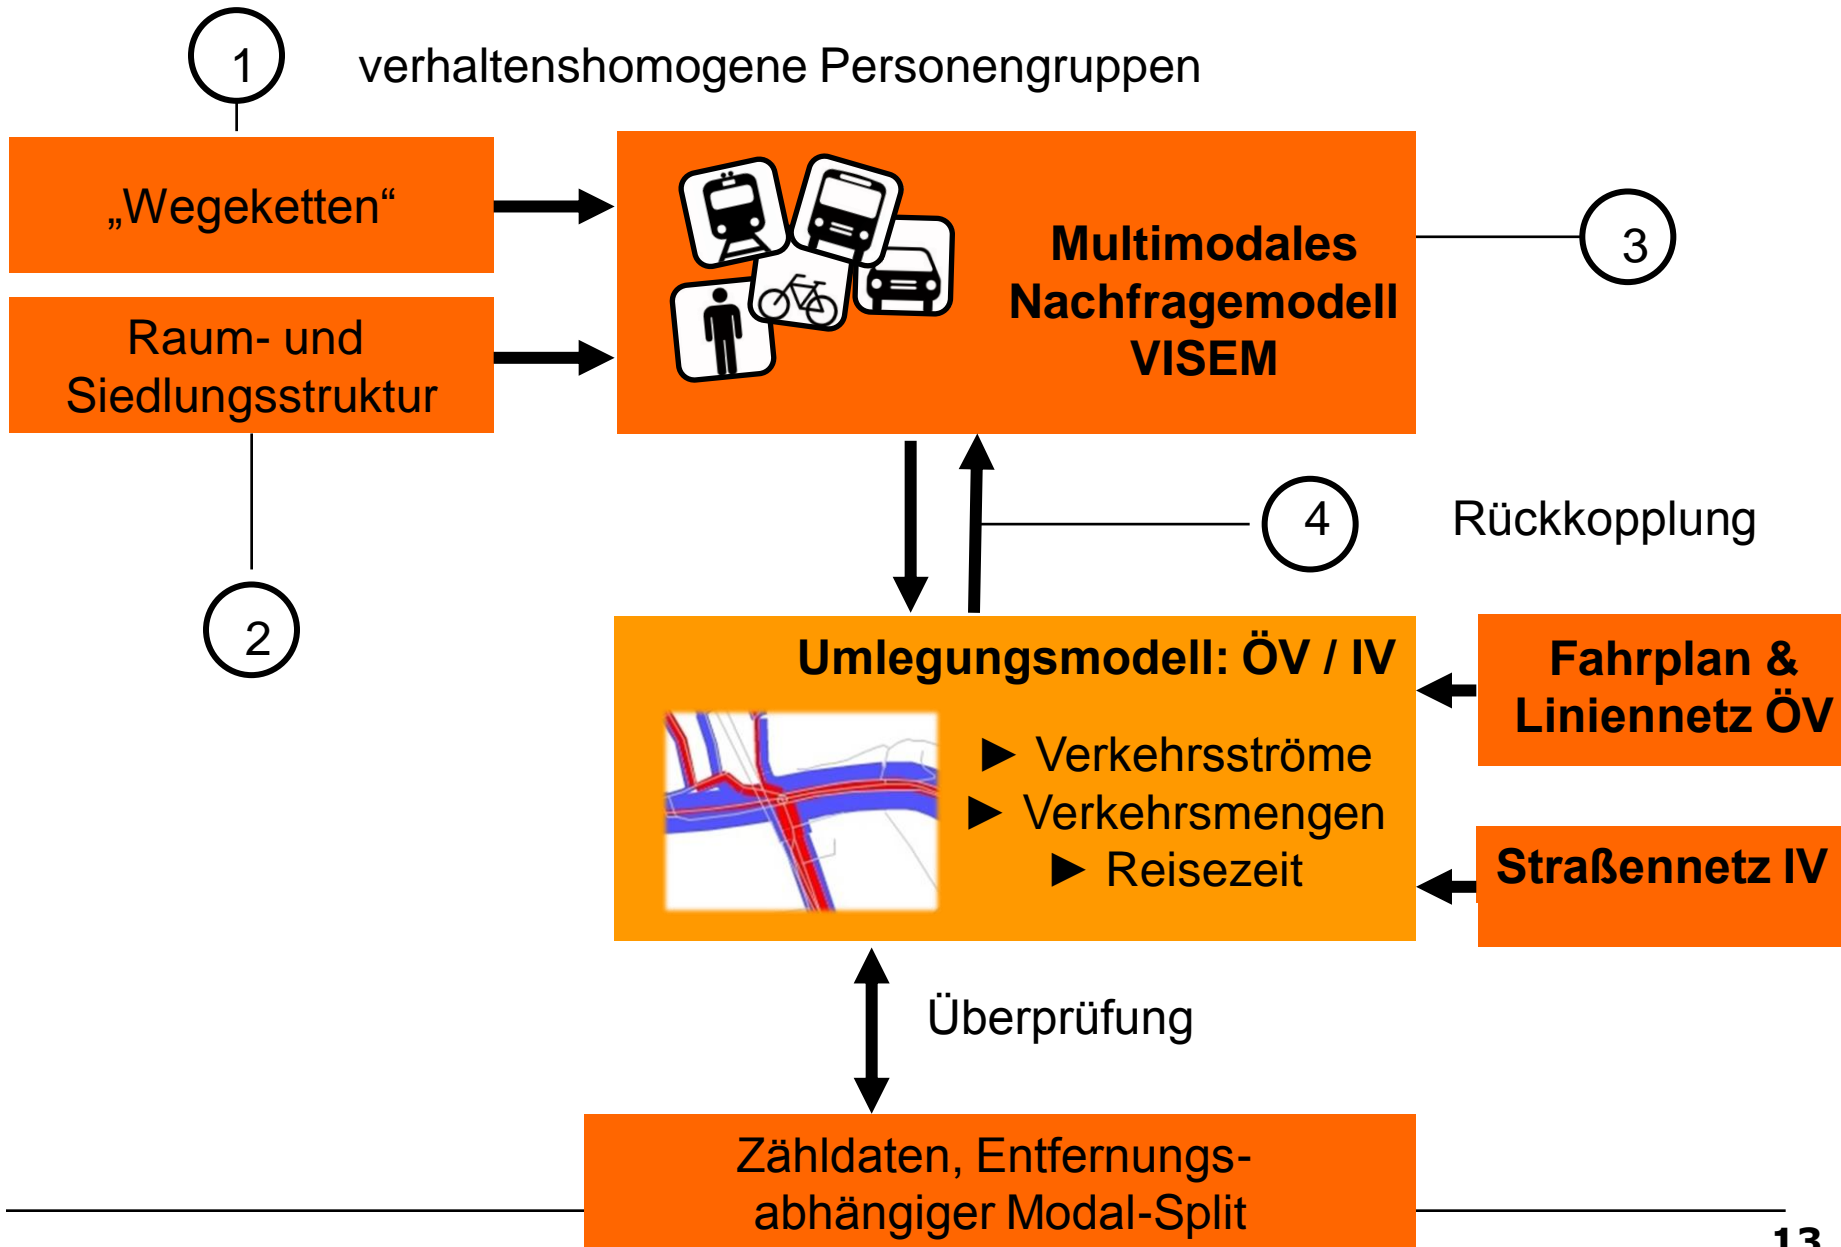 1
verhaltenshomogene Personengruppen
„Wegeketten“
Raum- und
Siedlungsstruktur
2
Multimodales
Nachfragemodell
VISEM
3
4
Rückkopplung
Umlegungsmodell: ÖV / IV
► Verkehrsströme
► Verkehrsmengen
► Reisezeit
Fahrplan &
Liniennetz ÖV
Straßennetz IV
Überprüfung
Zähldaten, Entfernungs-
abhängiger Modal-Split
13